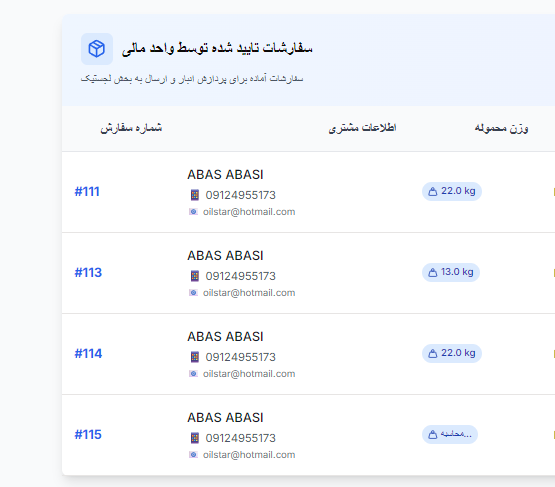 سفارشات تایید شده توسط واحد مالی
سفارشات آماده برای پردازش انبار و ارسال به بخش لجستیک
شماره سفارش اطلاعات مشتری وزن محموله
#111
ABAS ABASI
09124955173
oilstar@hotmail.com
22.0 kg
#113
ABAS ABASI
09124955173
oilstar@hotmail.com
13.0 kg
#114
ABAS ABASI
09124955173
oilstar@hotmail.com
22.0 kg
#115
ABAS ABASI
09124955173
oilstar@hotmail.com
محاسبه...